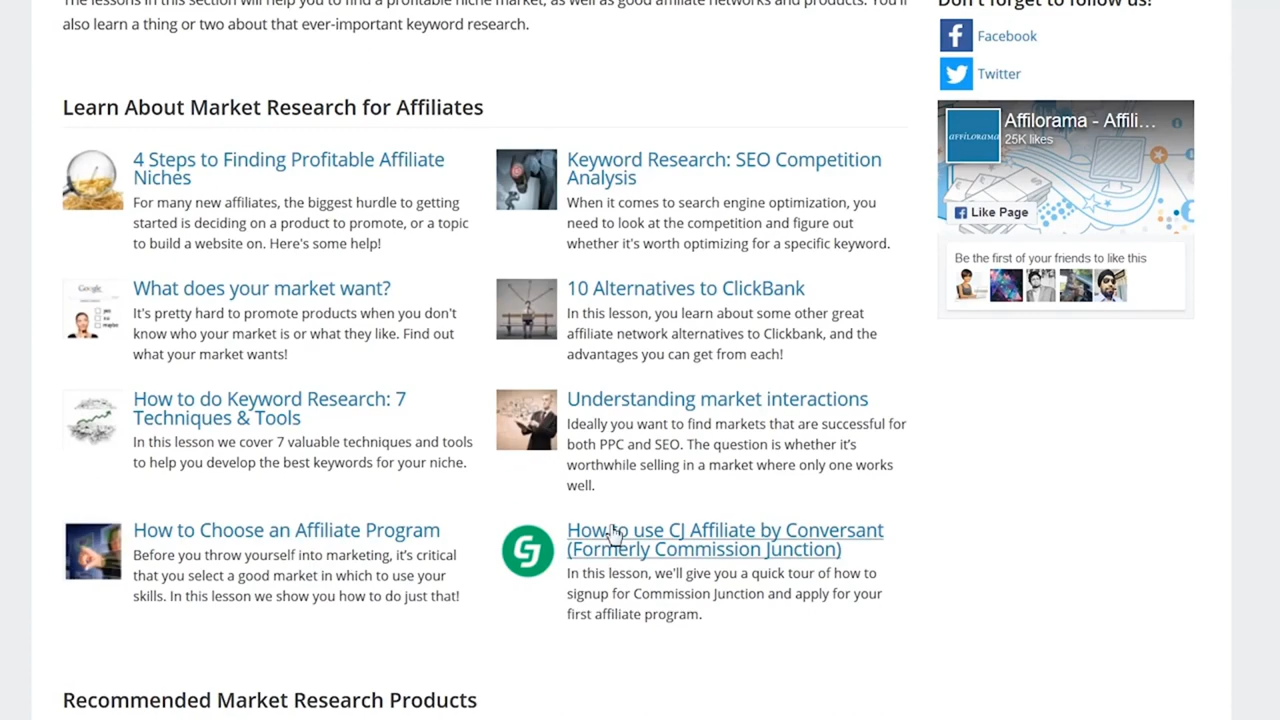 The lessons in this section will help you to find a profitable niche market, as well as good affiliate networks and products. You'll
also learn a thing or two about that ever-important keyword research.
Learn About Market Research for Affiliates
4 Steps to Finding Profitable Affiliate
Niches
For many new affiliates, the biggest hurdle to getting
started is deciding on a product to promote, or a topic
to build a website on. Here's some help!
Keyword Research: SEO Competition
Analysis
When it comes to search engine optimization, you
need to look at the competition and figure out
whether it's worth optimizing for a specific keyword.
Google
What does your market want?
It's pretty hard to promote products when you don't
know who your market is or what they like. Find out
what your market wants!
10 Alternatives to ClickBank
In this lesson, you learn about some other great
affiliate network alternatives to Clickbank, and the
advantages you can get from each!
How to do Keyword Research: 7
Techniques & Tools
In this lesson we cover 7 valuable techniques and tools
to help you develop the best keywords for your niche.
Understanding market interactions
Ideally you want to find markets that are successful for
both PPC and SEO. The question is whether it's
worthwhile selling in a market where only one works
well.
How to Choose an Affiliate Program
Before you throw yourself into marketing, it's critical
that you select a good market in which to use your
skills. In this lesson we show you how to do just that!
How to use CJ Affiliate by Conversant
(Formerly Commission Junction)
In this lesson, we'll give you a quick tour of how to
signup for Commission Junction and apply for your
first affiliate program.
Recommended Market Research Products
Don't forget to follow us!
Facebook
Twitter
AFFILORAMA
Affilorama - Affili...
25K likes
Like Page
Be the first of your friends to like this